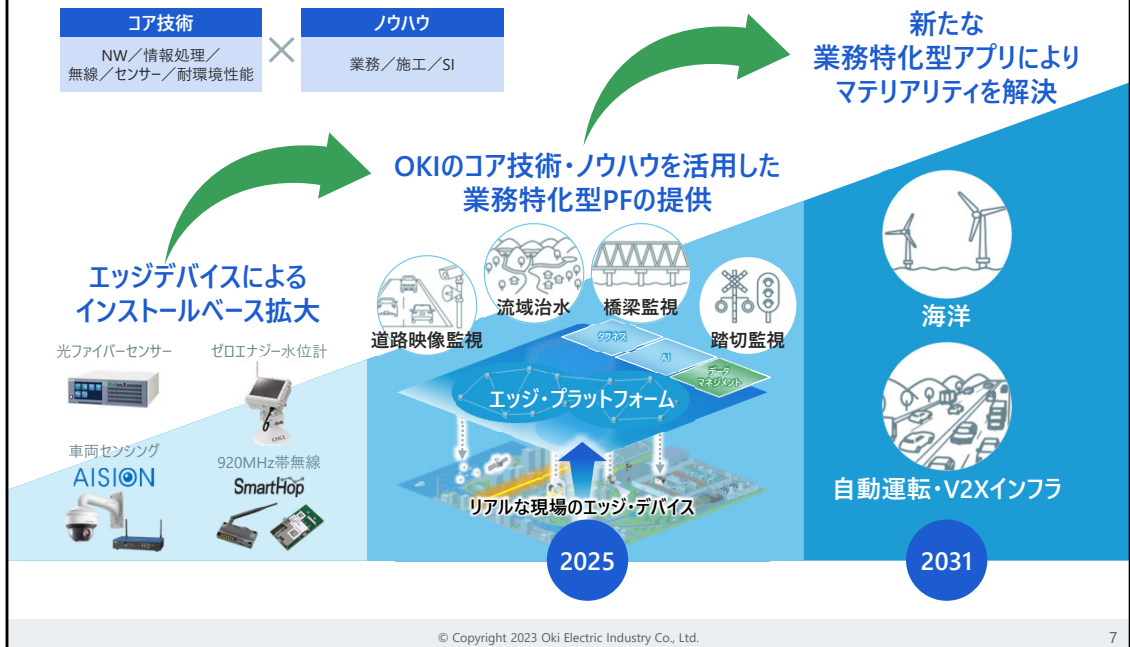 コア技術
NW／情報処理／
無線／センサー／耐環境性能
×
ノウハウ
業務／施工／SI
新たな
業務特化型アプリにより
マテリアリティを解決
OKIのコア技術・ノウハウを活用した
業務特化型PFの提供
エッジデバイスによる
インストールベース拡大
光ファイバーセンサー
ゼロエナジー水位計
OKI
車両センシング
AISION
920MHz帯無線
SmartHop
道路映像監視
流域治水
橋梁監視
踏切監視
タフネス
AI
データ
マネジメント
エッジ・プラットフォーム
リアルな現場のエッジ・デバイス
2025
海洋
自動運転・V2Xインフラ
2031
© Copyright 2023 Oki Electric Industry Co., Ltd.
7